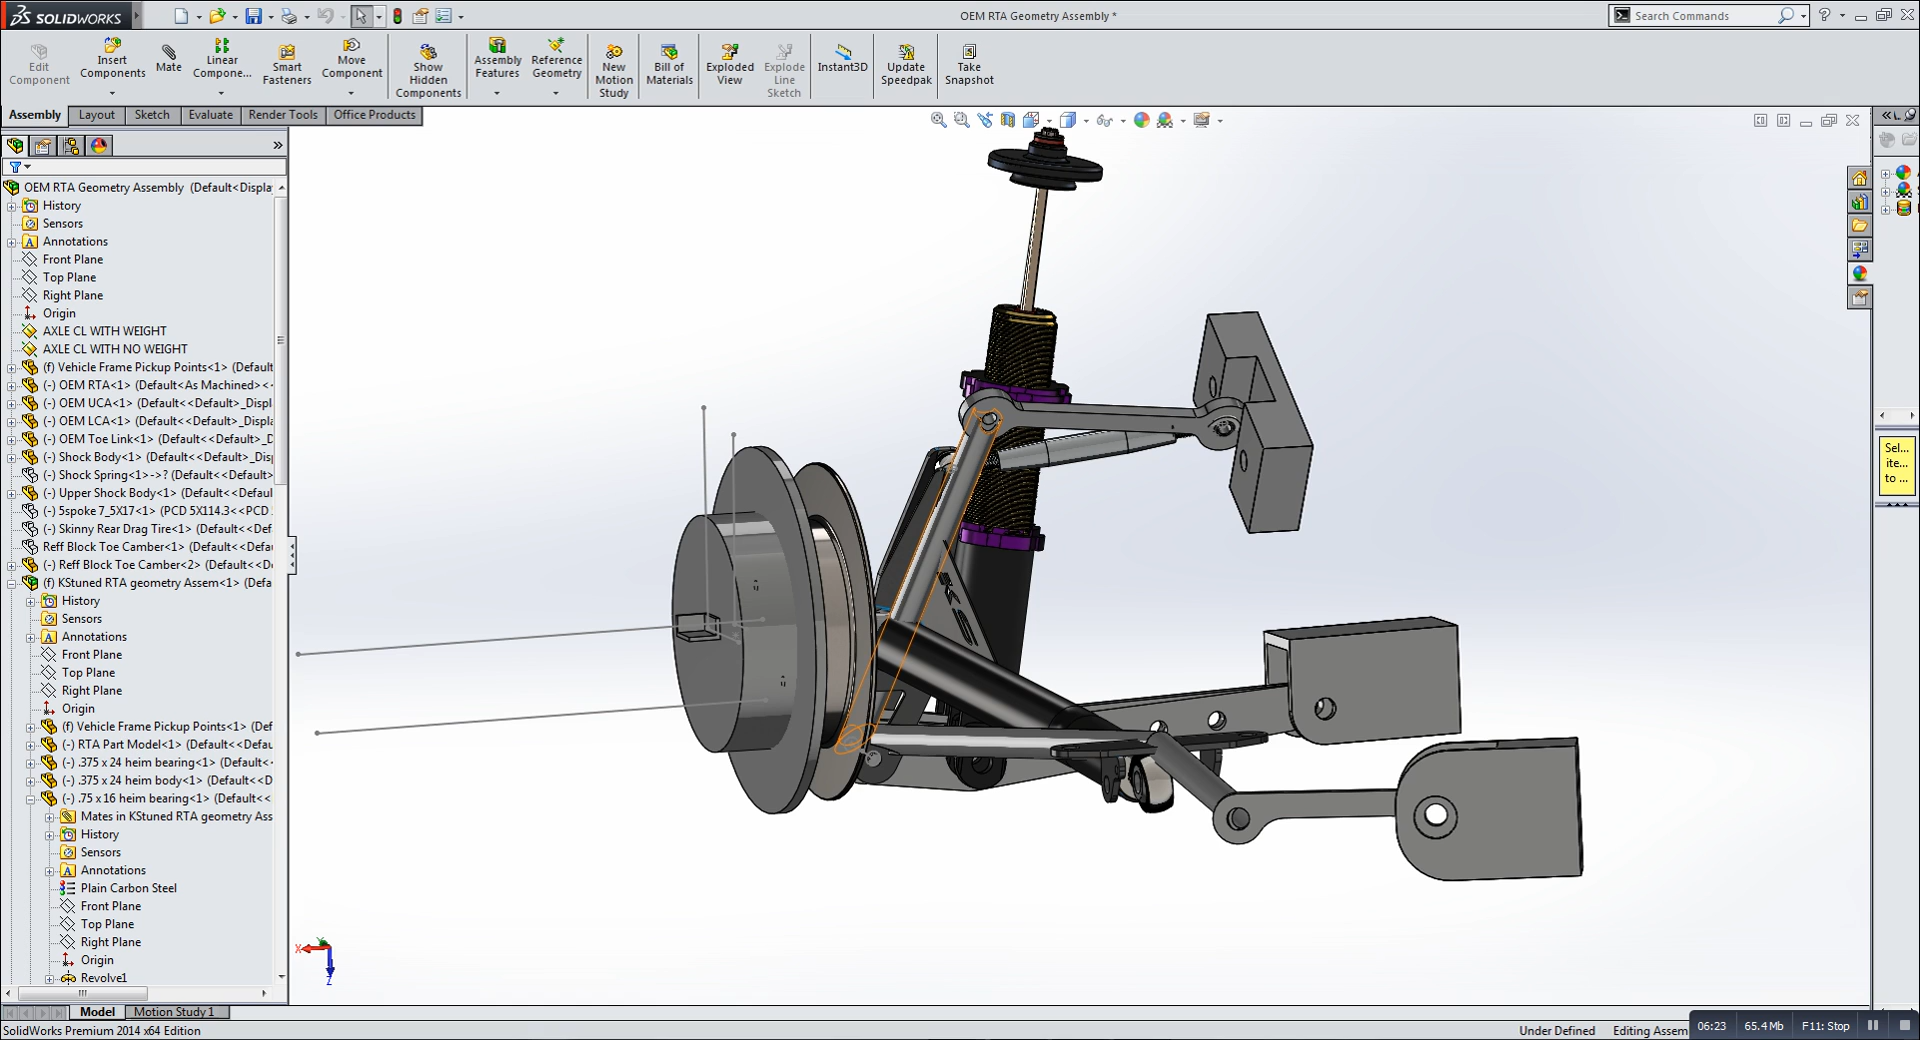 SOLIDWORKS
OEM RTA Geometry Assembly *
Search Commands
Edit Component
Insert Components
Mate
Linear Compone...
Smart Fasteners
Move Component
Show Hidden Components
Assembly Features
Reference Geometry
New Motion Study
Bill of Materials
Exploded View
Explode Line Sketch
Instant3D
Update Speedpak
Take Snapshot
Assembly
Layout
Sketch
Evaluate
Render Tools
Office Products
OEM RTA Geometry Assembly (Default<Displa
History
Sensors
Annotations
Front Plane
Top Plane
Right Plane
Origin
AXLE CL WITH WEIGHT
AXLE CL WITH NO WEIGHT
(f) Vehicle Frame Pickup Points<1> (Default
(-) OEM RTA<1> (Default<As Machined><<
(-) OEM UCA<1> (Default<<Default>_Displ
(-) OEM LCA<1> (Default<<Default>_Displa
(-) OEM Toe Link<1> (Default<<Default>_D
(-) Shock Body<1> (Default<<Default>_Dis
(-) Shock Spring<1>->? (Default<<Default>
(-) Upper Shock Body<1> (Default<<Defaul
(-) 5spoke 7_5X17<1> (PCD 5X114.3<<PCD
(-) Skinny Rear Drag Tire<1> (Default<<Def
Reff Block Toe Camber<1> (Default<<Defa
(-) Reff Block Toe Camber<2> (Default<<D
(f) KStuned RTA geometry Assem<1> (Defa
History
Sensors
Annotations
Front Plane
Top Plane
Right Plane
Origin
(f) Vehicle Frame Pickup Points<1> (Def
(-) RTA Part Model<1> (Default<<Defau
(-) .375 x 24 heim bearing<1> (Default<
(-) .375 x 24 heim body<1> (Default<<D
(-) .75 x 16 heim bearing<1> (Default<<
Mates in KStuned RTA geometry Ass
History
Sensors
Annotations
Plain Carbon Steel
Front Plane
Top Plane
Right Plane
Origin
Revolve1
X
Y
Z
Sel...
ite...
to ...
Model
Motion Study 1
SolidWorks Premium 2014 x64 Edition
Under Defined
Editing Assem
06:23
65.4 Mb
F11: Stop